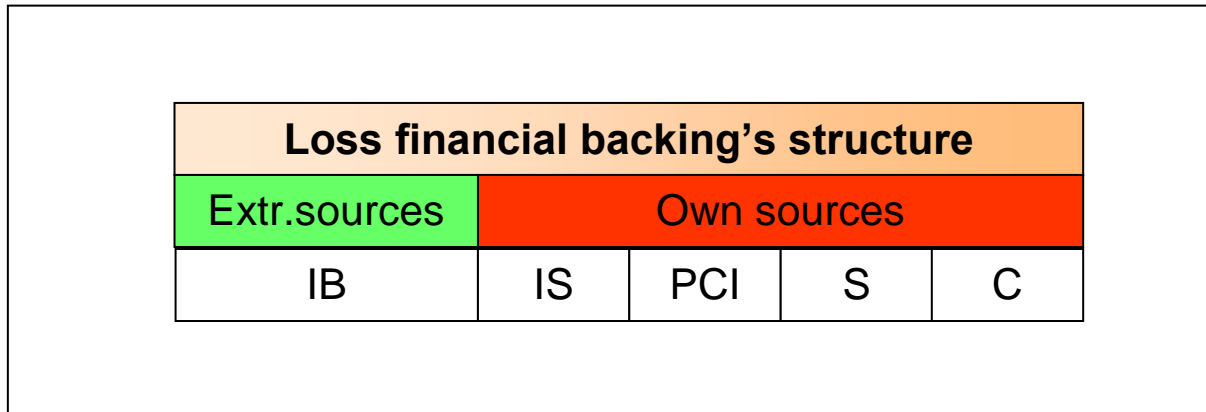 Loss financial backing’s structure
Extr.sources Own sources
IB IS PCI S C